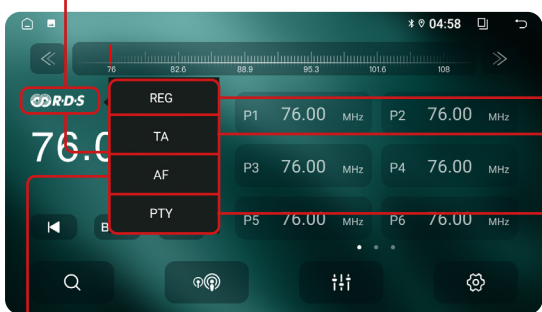 04:58
76 82.6 88.9 95.3 101.6 108
R·D·S
REG
TA
AF
PTY
P1 76.00 MHz
P2 76.00 MHz
P3 76.00 MHz
P4 76.00 MHz
P5 76.00 MHz
P6 76.00 MHz